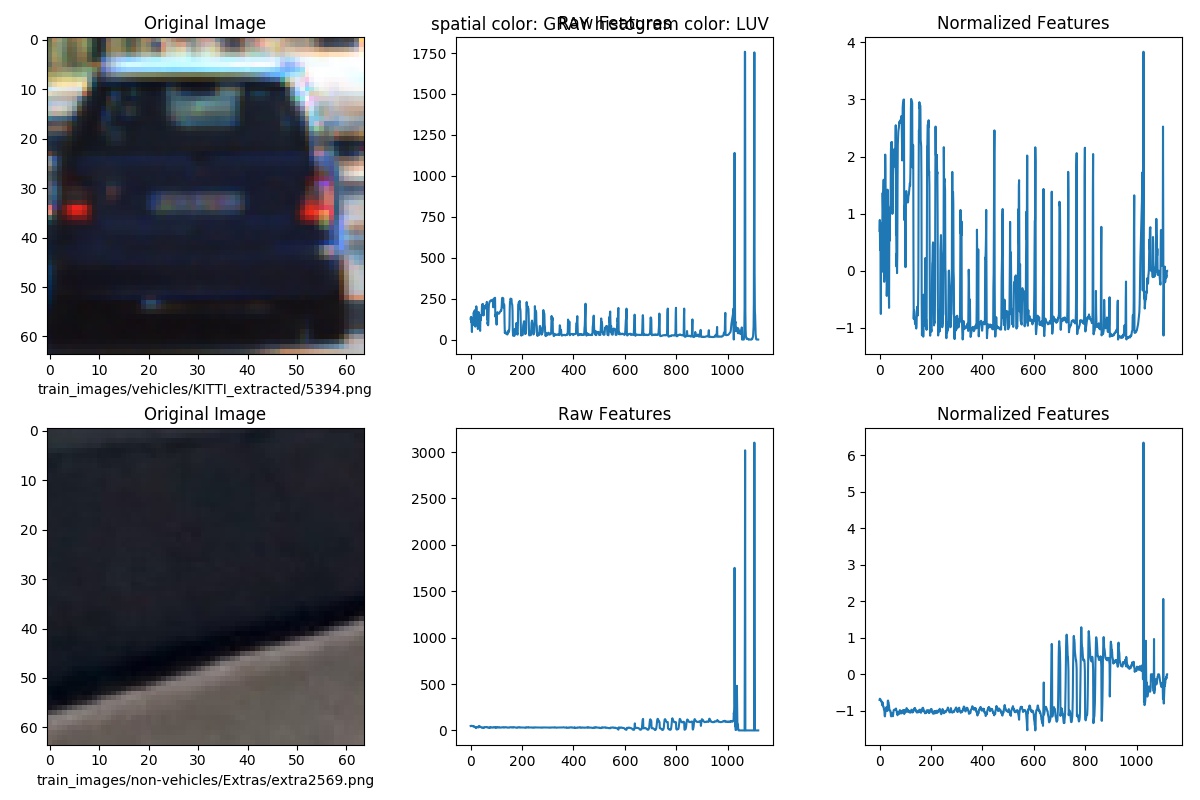 Original Image
spatial color: GRAY histogram color: LUV
Raw Features
Normalized Features
0
10
20
30
40
50
60
0 10 20 30 40 50 60
train_images/vehicles/KITTI_extracted/5394.png
1750
1500
1250
1000
750
500
250
0
0 200 400 600 800 1000
4
3
2
1
0
−1
0 200 400 600 800 1000
Original Image
Raw Features
Normalized Features
0
10
20
30
40
50
60
0 10 20 30 40 50 60
train_images/non-vehicles/Extras/extra2569.png
3000
2500
2000
1500
1000
500
0
0 200 400 600 800 1000
6
5
4
3
2
1
0
−1
0 200 400 600 800 1000